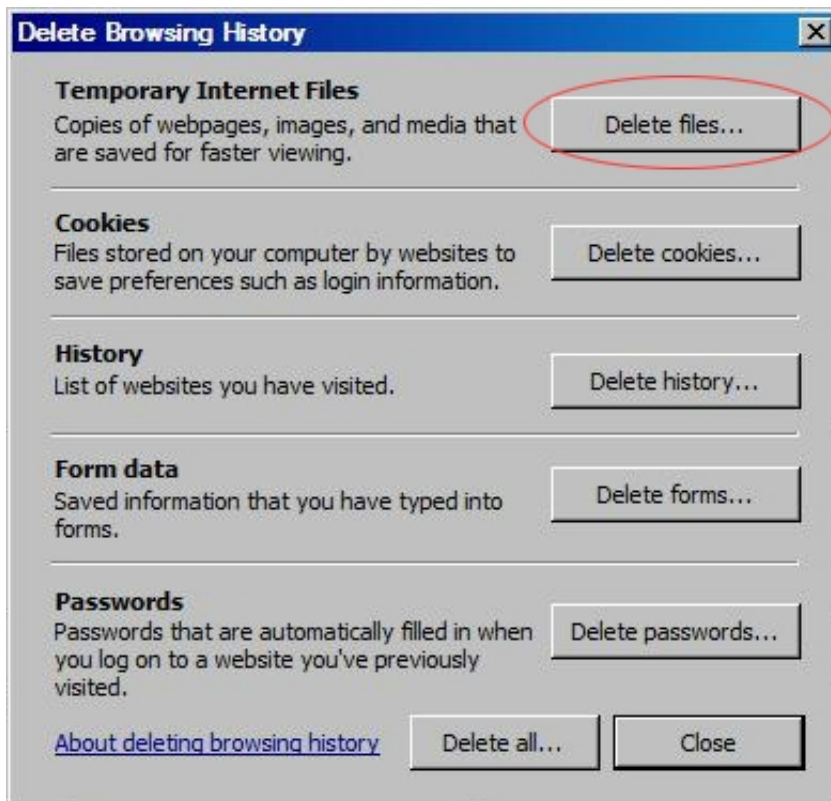 Delete Browsing History
Temporary Internet Files
Copies of webpages, images, and media that
are saved for faster viewing.
Delete files...
Cookies
Files stored on your computer by websites to
save preferences such as login information.
Delete cookies...
History
List of websites you have visited.
Delete history...
Form data
Saved information that you have typed into
forms.
Delete forms...
Passwords
Passwords that are automatically filled in when
you log on to a website you've previously
visited.
Delete passwords...
About deleting browsing history
Delete all...
Close